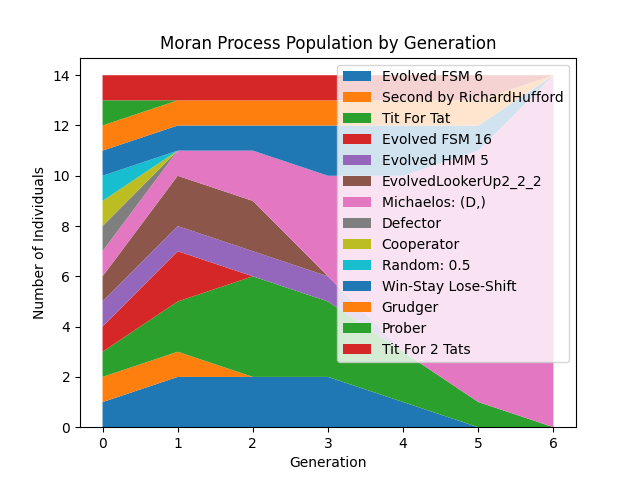 Moran Process Population by Generation
14
12
10
8
6
4
2
0
Number of Individuals
0 1 2 3 4 5 6
Generation
Evolved FSM 6
Second by RichardHufford
Tit For Tat
Evolved FSM 16
Evolved HMM 5
EvolvedLookerUp2_2_2
Michaelos: (D,)
Defector
Cooperator
Random: 0.5
Win-Stay Lose-Shift
Grudger
Prober
Tit For 2 Tats